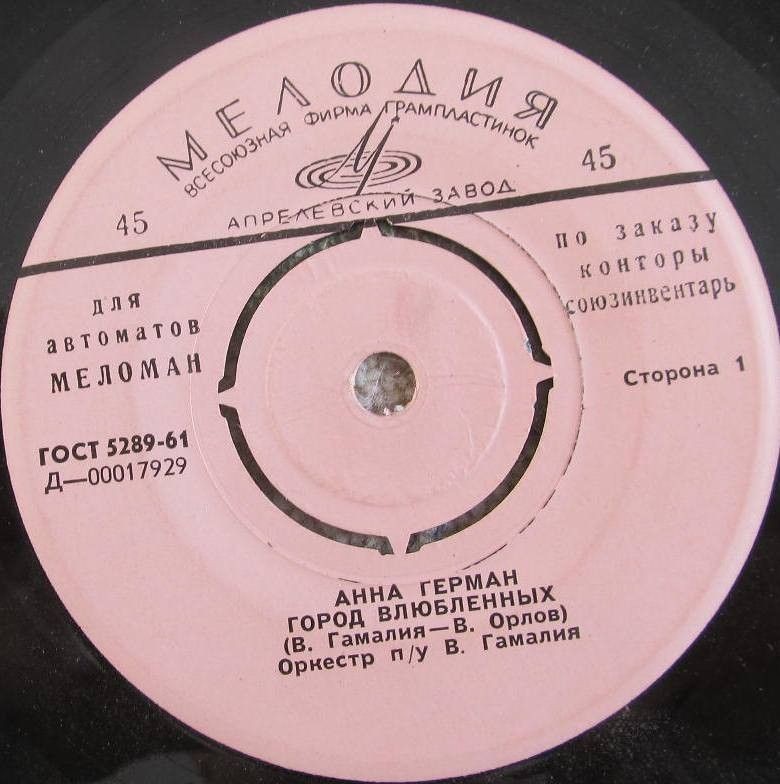 МЕЛОДИЯ
ВСЕСОЮЗНАЯ ФИРМА ГРАМПЛАСТИНОК
45
45
АПРЕЛЕВСКИЙ ЗАВОД
для
автоматов
МЕЛОМАН
по заказу
конторы
союзинвентарь
Сторона 1
ГОСТ 5289-61
Д—00017929
АННА ГЕРМАН
ГОРОД ВЛЮБЛЕННЫХ
(В. Гамалия—В. Орлов)
Оркестр п/у В. Гамалия